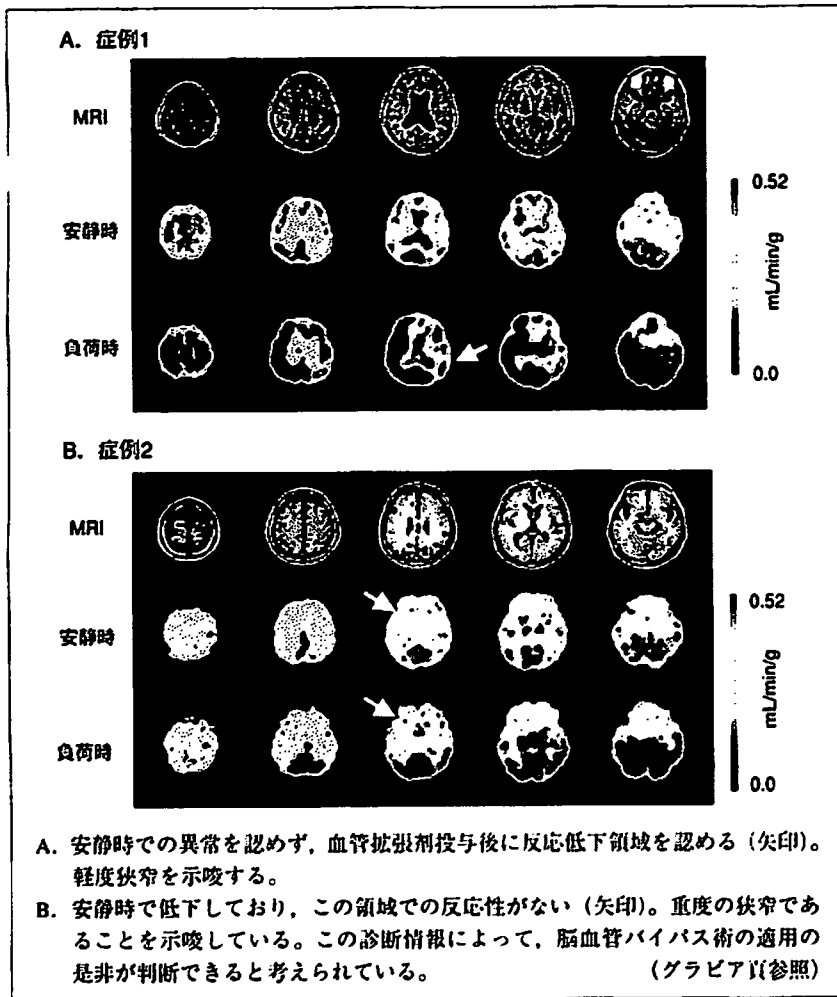 A. 症例1
MRI
安静時
負荷時
0.52
mL/min/g
0.0
B. 症例2
MRI
安静時
負荷時
0.52
mL/min/g
0.0
A. 安静時での異常を認めず，血管拡張剤投与後に反応低下領域を認める（矢印）。
軽度狭窄を示唆する。
B. 安静時で低下しており，この領域での反応性がない（矢印）。重度の狭窄であ
ることを示唆している。この診断情報によって，脳血管バイパス術の適用の
是非が判断できると考えられている。 （グラビア頁参照）